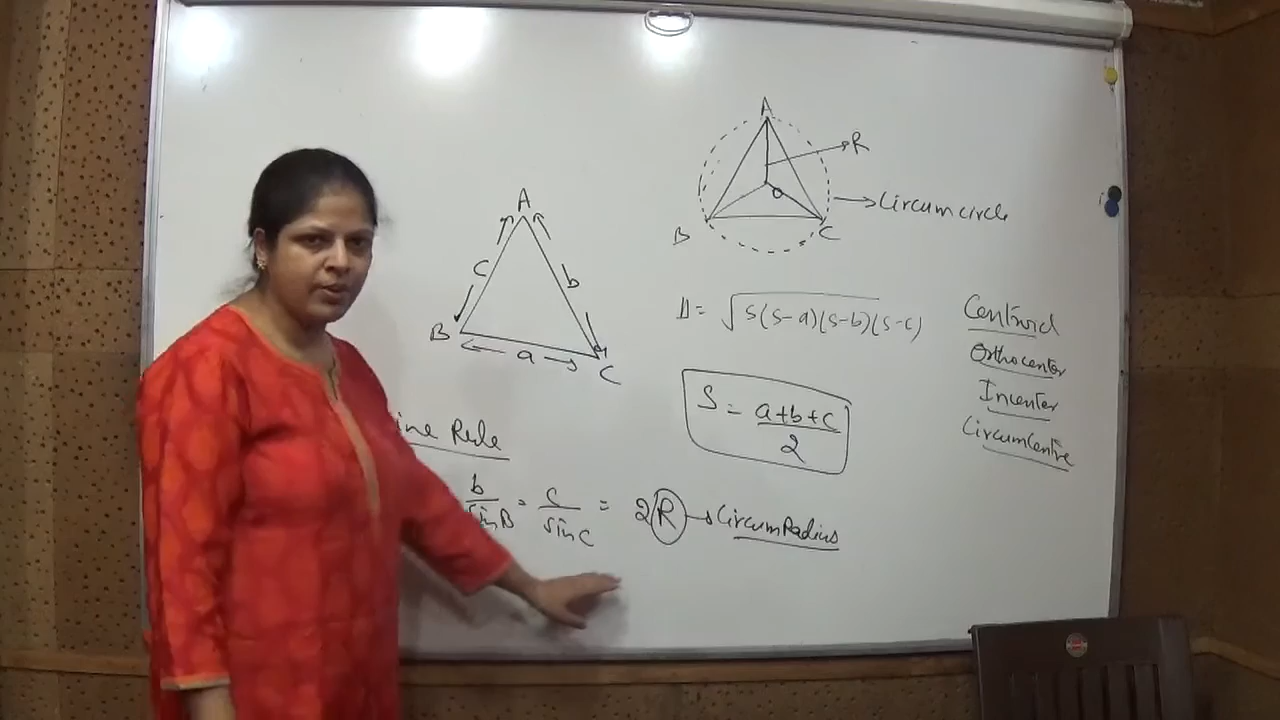 A
R
O
Circumcircle
B
C
A
c
b
B
a
C
Δ = √s(s-a)(s-b)(s-c)
Centroid
Orthocenter
Incenter
CircumCentre
S = a+b+c
2
ine Rule
b/sinB = c/sinC = 2R → CircumRadius